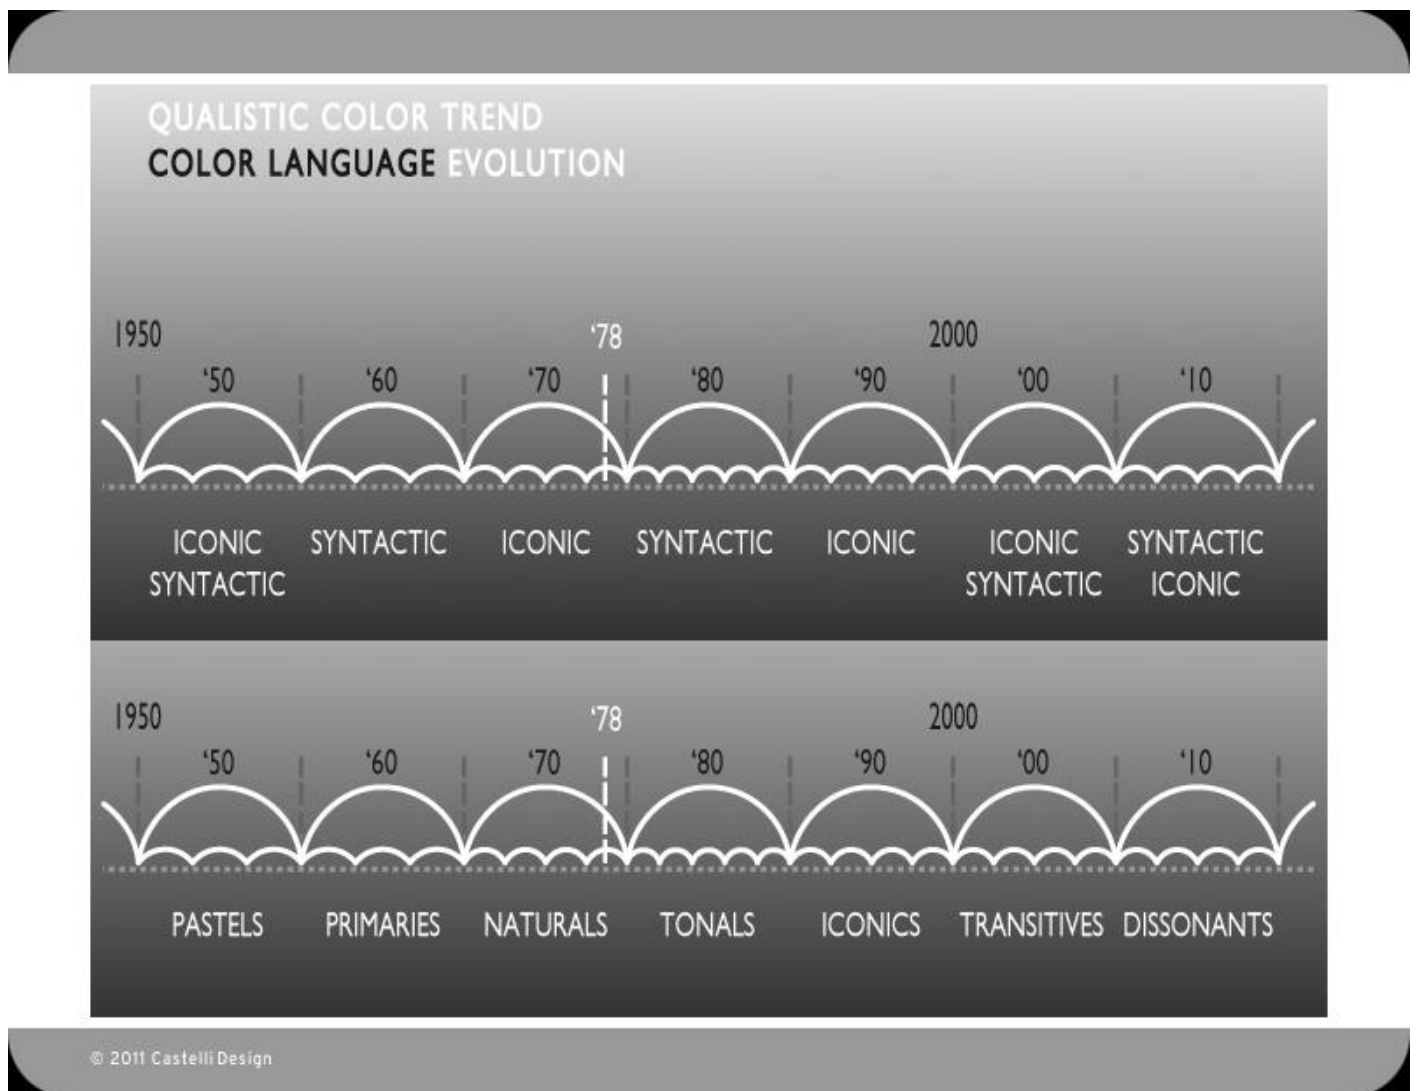 QUALISTIC COLOR TREND
COLOR LANGUAGE EVOLUTION
1950 ‘78 2000
‘50 ‘60 ‘70 ‘80 ‘90 ‘00 ‘10
ICONIC SYNTACTIC ICONIC SYNTACTIC ICONIC ICONIC SYNTACTIC
SYNTACTIC SYNTACTIC ICONIC
1950 ‘78 2000
‘50 ‘60 ‘70 ‘80 ‘90 ‘00 ‘10
PASTELS PRIMARIES NATURALS TONALS ICONICS TRANSITIVES DISSONANTS
© 2011 Castelli Design